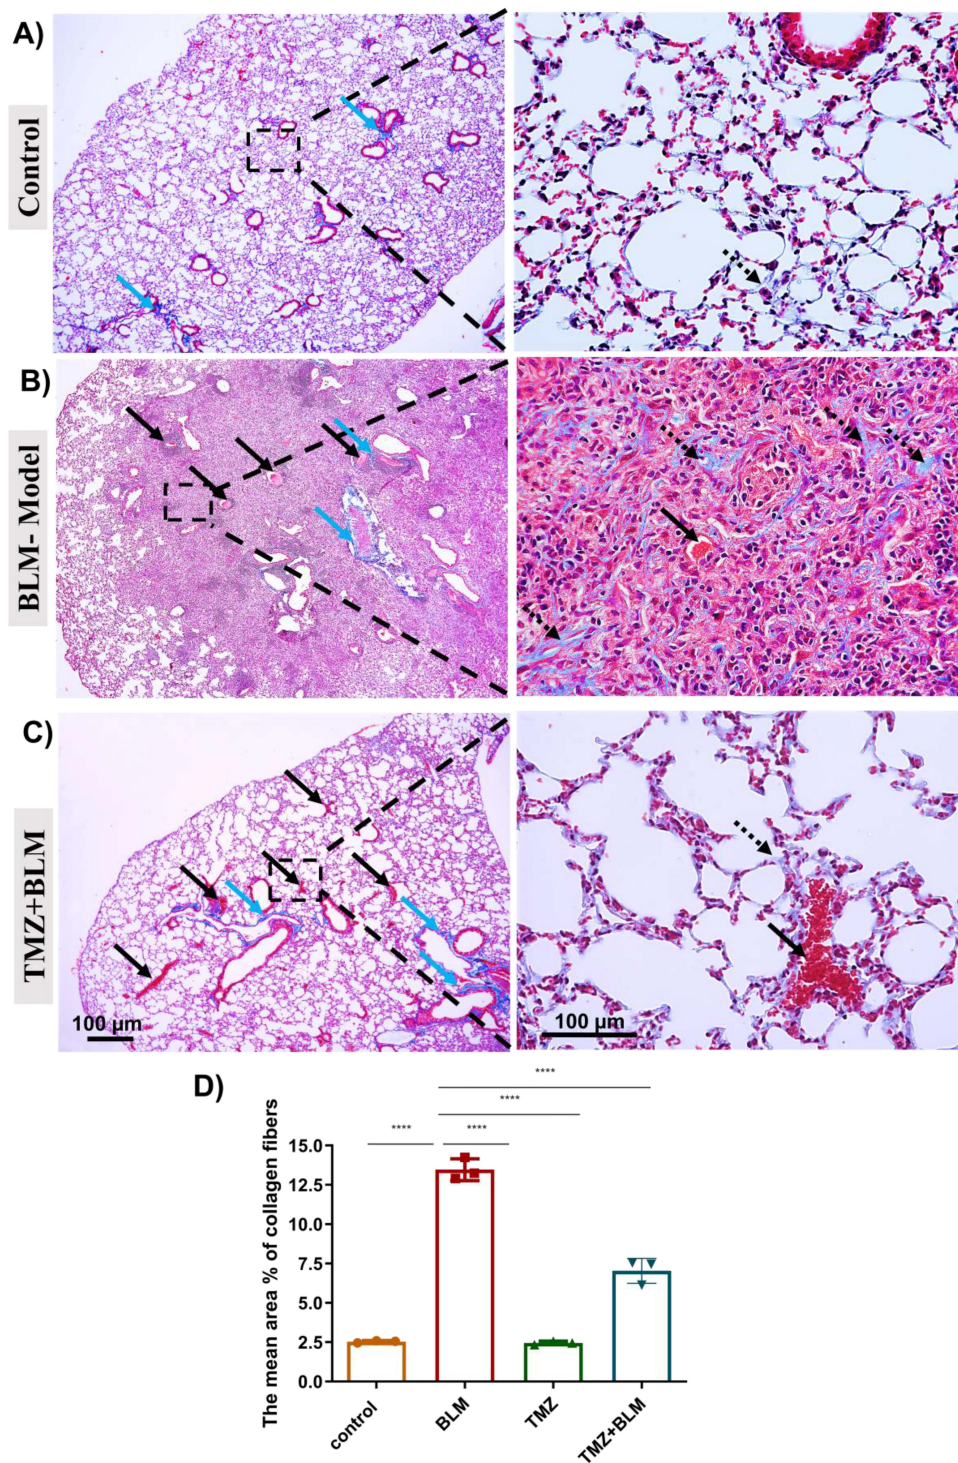 A)
Control
B)
BLM- Model
C)
TMZ+BLM
100 µm
100 µm
D)
****
****
****
****
The mean area % of collagen fibers
15.0
12.5
10.0
7.5
5.0
2.5
0.0
control
BLM
TMZ
TMZ+BLM